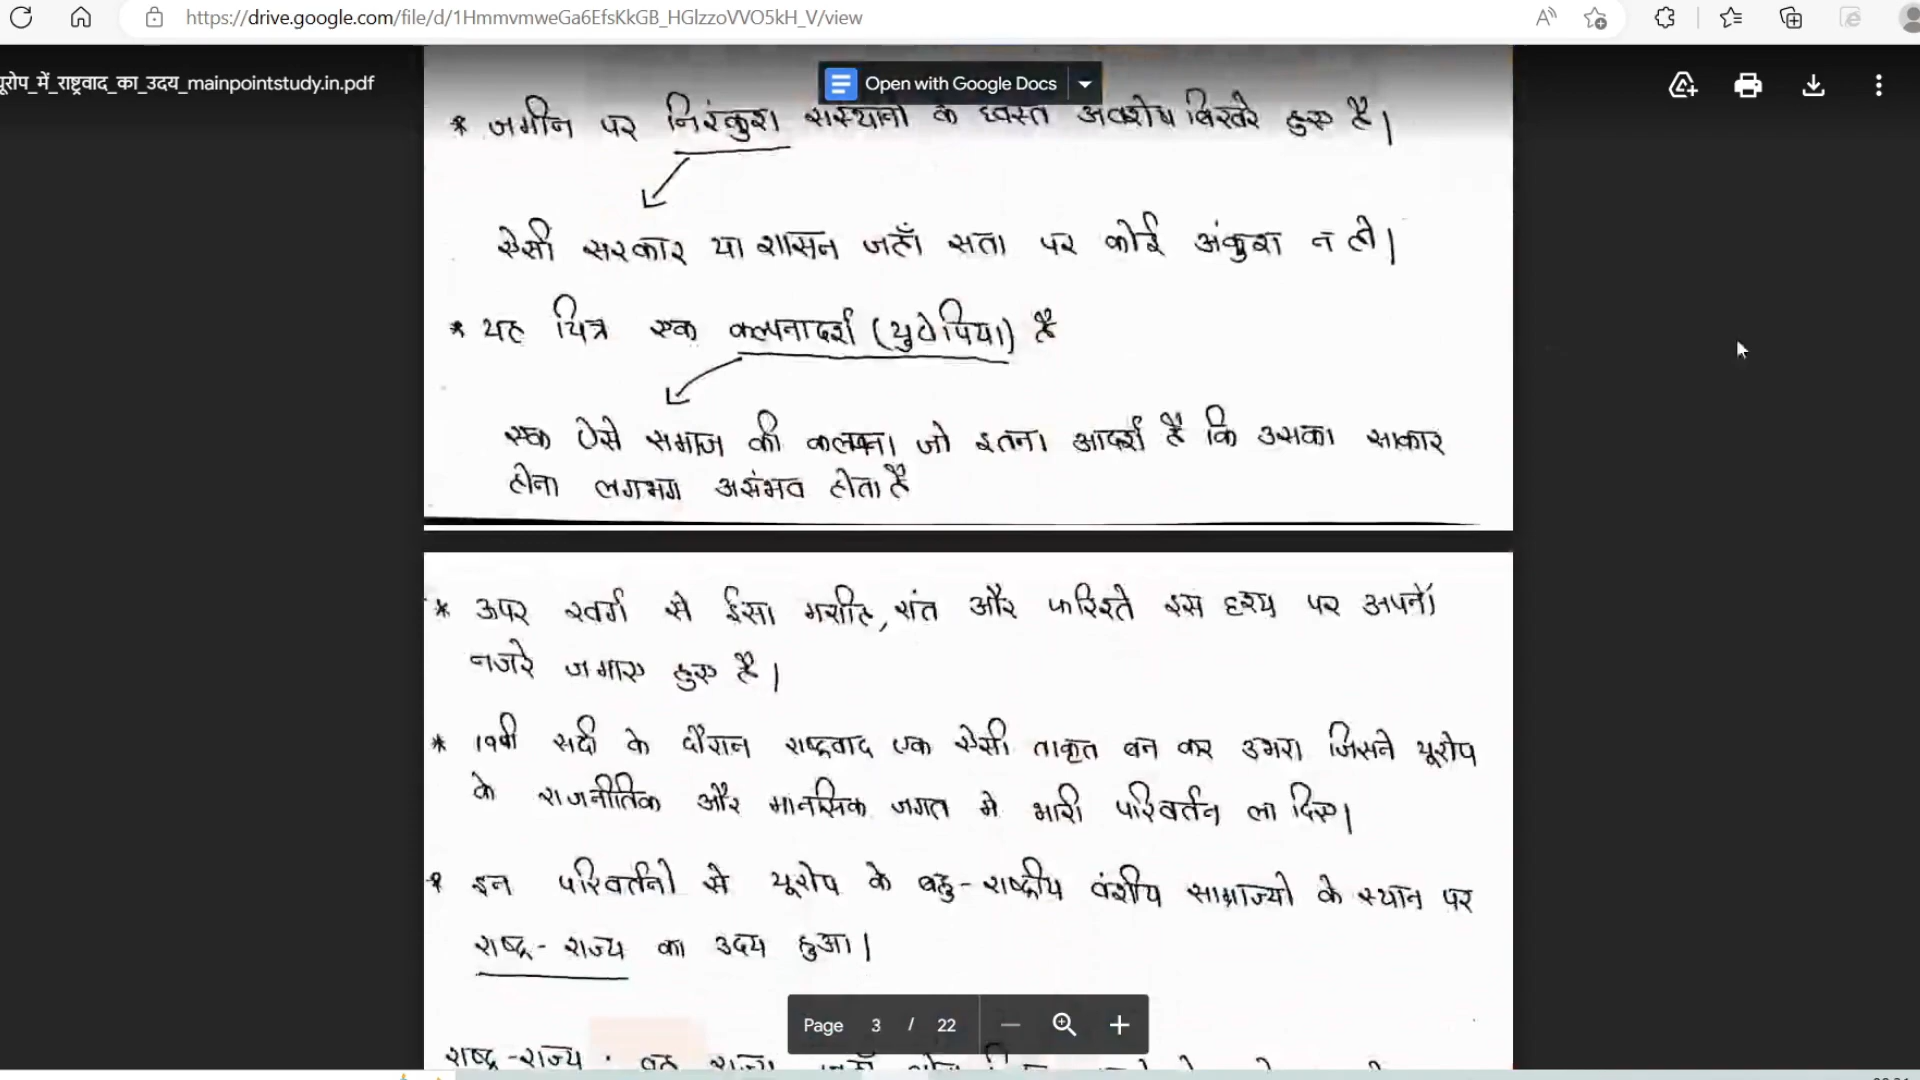 https://drive.google.com/file/d/1HmmvmweGa6EfsKkGB_HGlzzoVVO5kH_V/view
यूरोप_में_राष्ट्रवाद_का_उदय_mainpointstudy.in.pdf
Open with Google Docs
* जमीन पर निरंकुश संस्थानो के ध्वस्त अवशेष बिखरे हुए है।
ऐसी सरकार या शासन जहाँ सता पर कोई अंकुश न हो।
* यह चित्र एक कल्पनादर्श (युटोपिया) है
एक ऐसे समाज की कल्पना जो इतना आदर्श है कि उसका साकार
होना लगभग असंभव होता है
* ऊपर स्वर्ग से ईसा मसीह, संत और फरिश्ते इस दृश्य पर अपनी
नजरे जमाए हुए है।
* 19वी सदी के दौरान राष्ट्रवाद एक ऐसी ताकृत बन कर उभरा जिसने यूरोप
के राजनीतिक और मानसिक जगत मे भारी परिवर्तन ला दिए।
* इन परिवर्तनो से यूरोप के बहु-राष्ट्रीय वंशीय साम्राज्यो के स्थान पर
राष्ट्र-राज्य का उदय हुआ।
Page 3 / 22
राष्ट्र-राज्य : वह राज्य